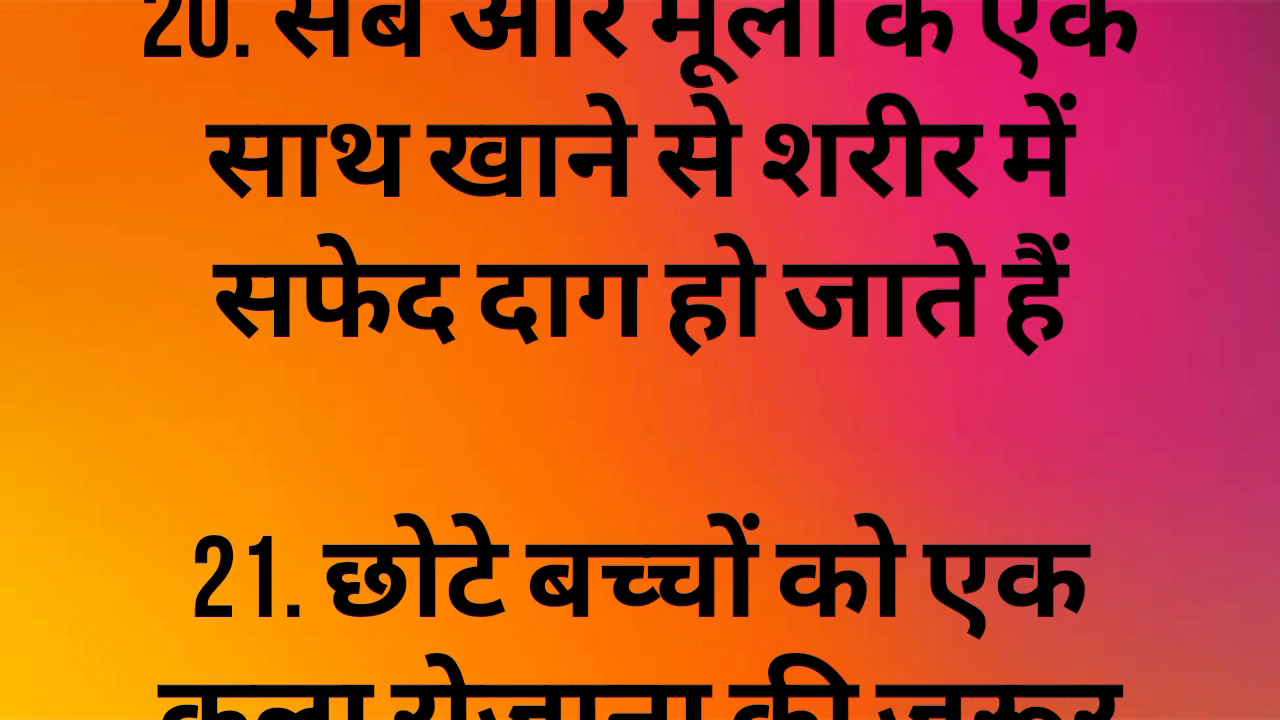 20. सेब और मूली के एक
साथ खाने से शरीर में
सफेद दाग हो जाते हैं
21. छोटे बच्चों को एक